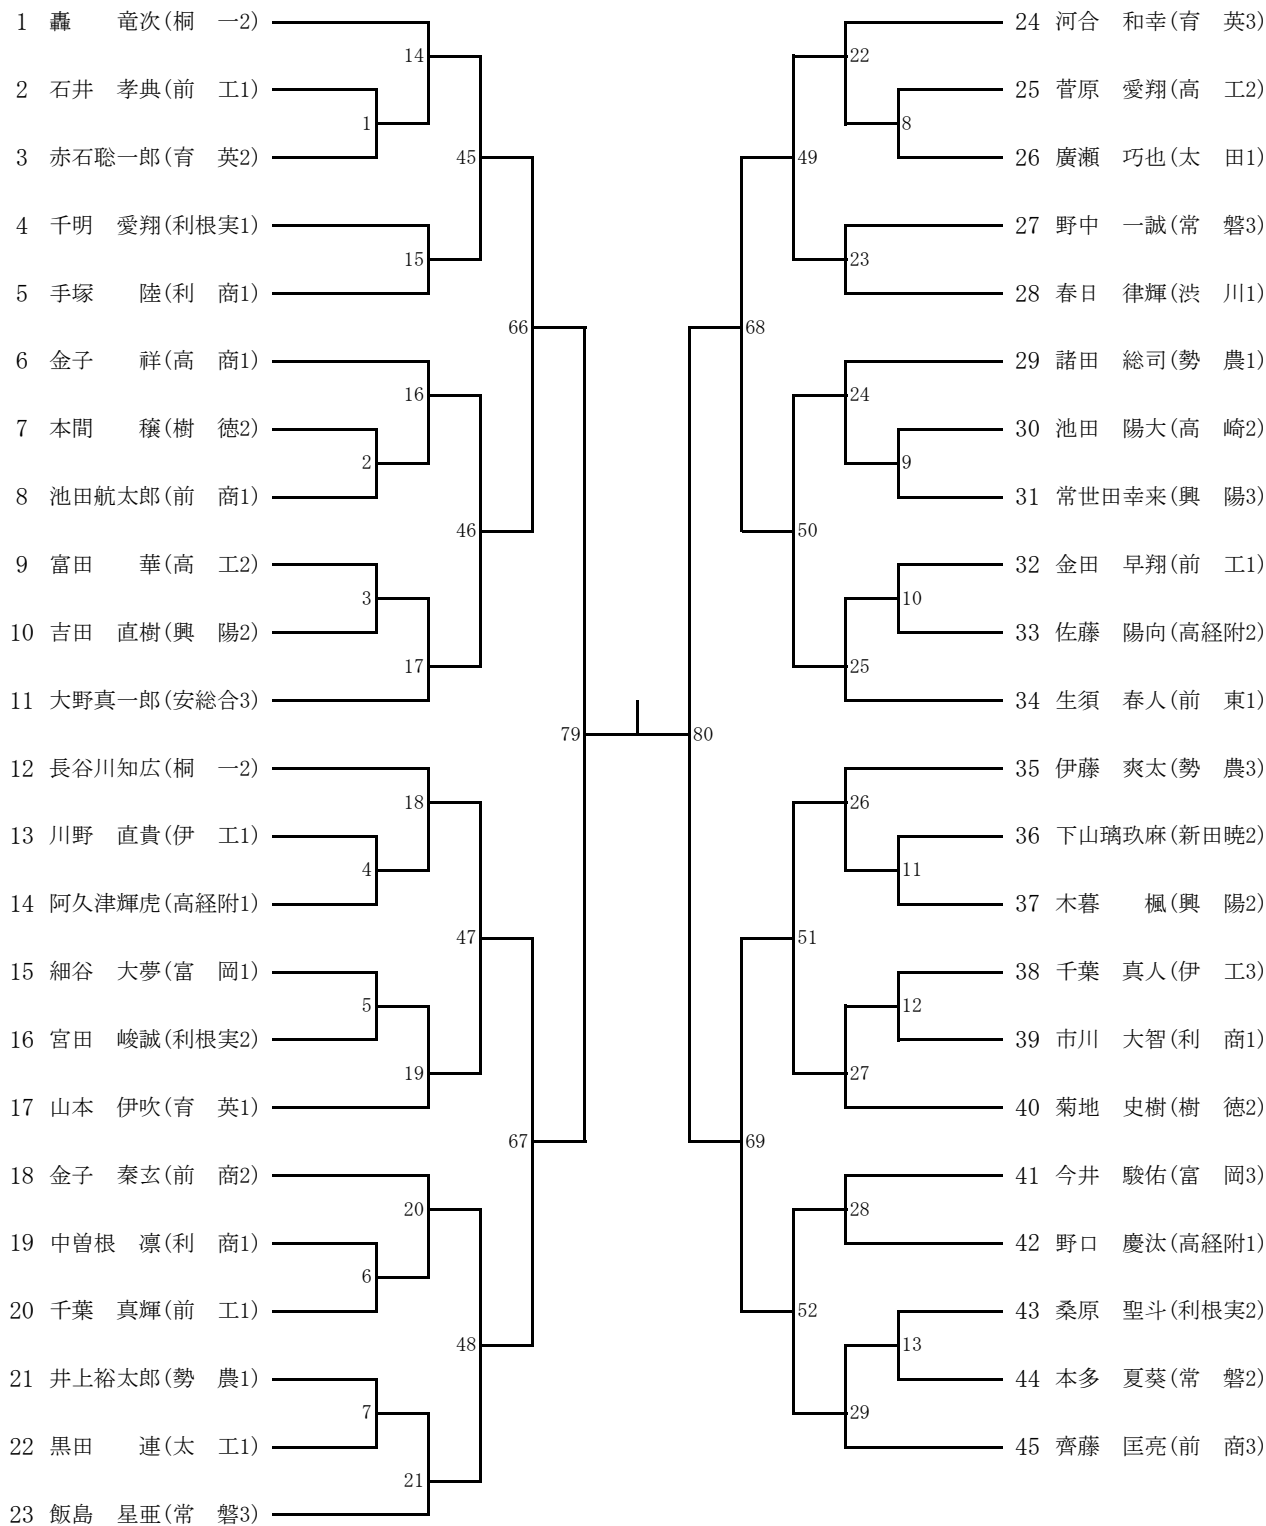 1 轟　　竜次(桐　一2)
14
2 石井　孝典(前　工1)
1
3 赤石聡一郎(育　英2)
45
4 千明　愛翔(利根実1)
15
5 手塚　　陸(利　商1)
66
6 金子　　祥(高　商1)
16
7 本間　　穣(樹　徳2)
2
8 池田航太郎(前　商1)
46
9 富田　　華(高　工2)
3
10 吉田　直樹(興　陽2)
17
11 大野真一郎(安総合3)
79
12 長谷川知広(桐　一2)
18
13 川野　直貴(伊　工1)
4
14 阿久津輝虎(高経附1)
47
15 細谷　大夢(富　岡1)
5
16 宮田　峻誠(利根実2)
19
17 山本　伊吹(育　英1)
67
18 金子　秦玄(前　商2)
20
19 中曽根　凛(利　商1)
6
20 千葉　真輝(前　工1)
48
21 井上裕太郎(勢　農1)
7
22 黒田　　連(太　工1)
21
23 飯島　星亜(常　磐3)
24 河合　和幸(育　英3)
22
25 菅原　愛翔(高　工2)
8
26 廣瀬　巧也(太　田1)
49
27 野中　一誠(常　磐3)
23
28 春日　律輝(渋　川1)
68
29 諸田　総司(勢　農1)
24
30 池田　陽大(高　崎2)
9
31 常世田幸来(興　陽3)
50
32 金田　早翔(前　工1)
10
33 佐藤　陽向(高経附2)
25
34 生須　春人(前　東1)
80
35 伊藤　爽太(勢　農3)
26
36 下山璃玖麻(新田暁2)
11
37 木暮　　楓(興　陽2)
51
38 千葉　真人(伊　工3)
12
39 市川　大智(利　商1)
27
40 菊地　史樹(樹　徳2)
69
41 今井　駿佑(富　岡3)
28
42 野口　慶汰(高経附1)
52
43 桑原　聖斗(利根実2)
13
44 本多　夏葵(常　磐2)
29
45 齊藤　匡亮(前　商3)